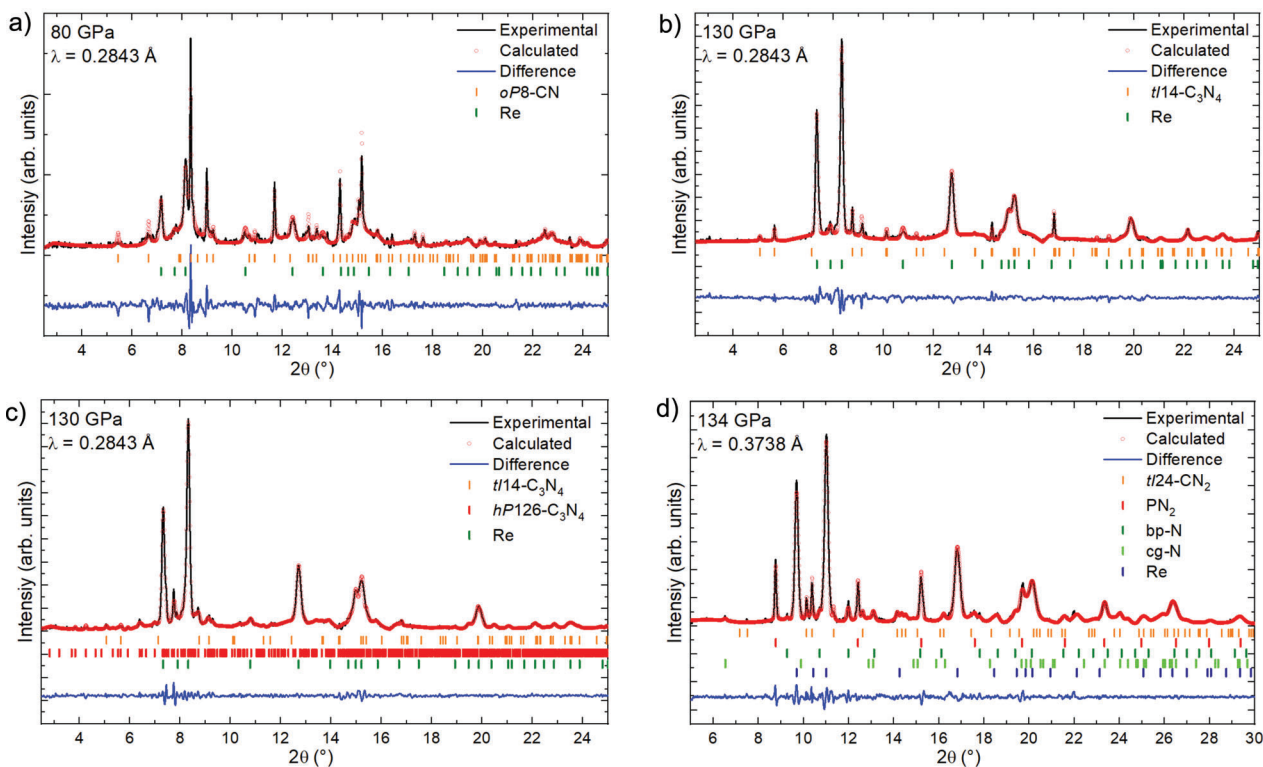 a)
80 GPa
λ = 0.2843 Å
Experimental
Calculated
Difference
oP8-CN
Re
Intensiy (arb. units)
4 6 8 10 12 14 16 18 20 22 24
2θ (°)
b)
130 GPa
λ = 0.2843 Å
Experimental
Calculated
Difference
tI14-C₃N₄
Re
Intensiy (arb. units)
4 6 8 10 12 14 16 18 20 22 24
2θ (°)
c)
130 GPa
λ = 0.2843 Å
Experimental
Calculated
Difference
tI14-C₃N₄
hP126-C₃N₄
Re
Intensiy (arb. units)
4 6 8 10 12 14 16 18 20 22 24
2θ (°)
d)
134 GPa
λ = 0.3738 Å
Experimental
Calculated
Difference
tI24-CN₂
PN₂
bp-N
cg-N
Re
Intensiy (arb. units)
6 8 10 12 14 16 18 20 22 24 26 28 30
2θ (°)